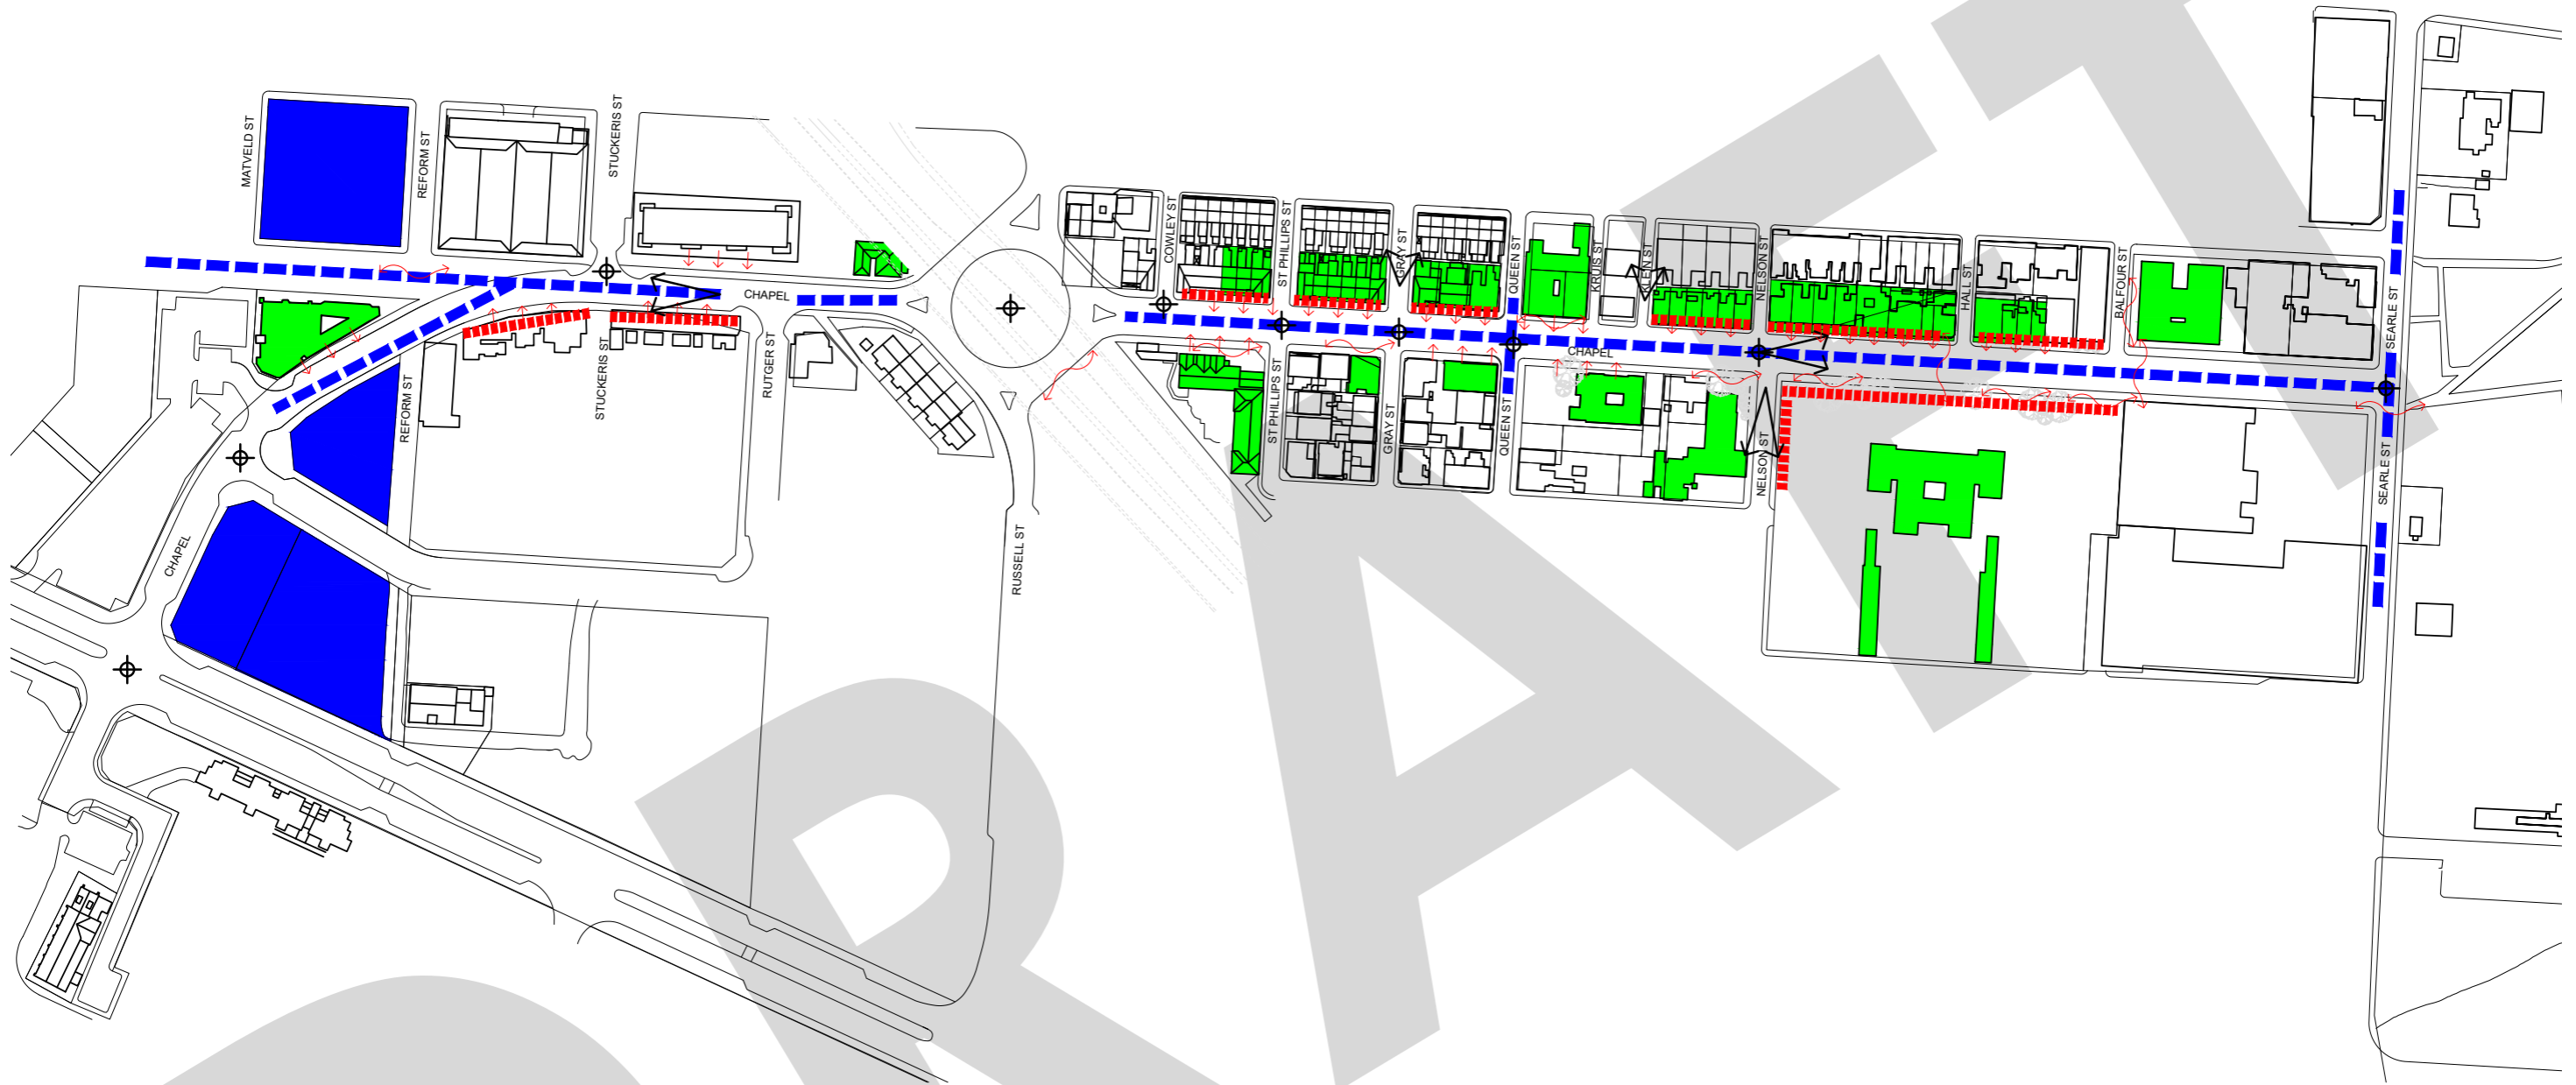 MATVELD ST
REFORM ST
STUCKERIS ST
CHAPEL
COWLEY ST
ST PHILLIPS ST
GRAY ST
QUEEN ST
KRUIS ST
KLEIN ST
NELSON ST
HALL ST
BALFOUR ST
SEARLE ST
CHAPEL
REFORM ST
STUCKERIS ST
RUTGER ST
ST PHILLIPS ST
GRAY ST
QUEEN ST
NELSON ST
SEARLE ST
CHAPEL
RUSSELL ST
DRAFT